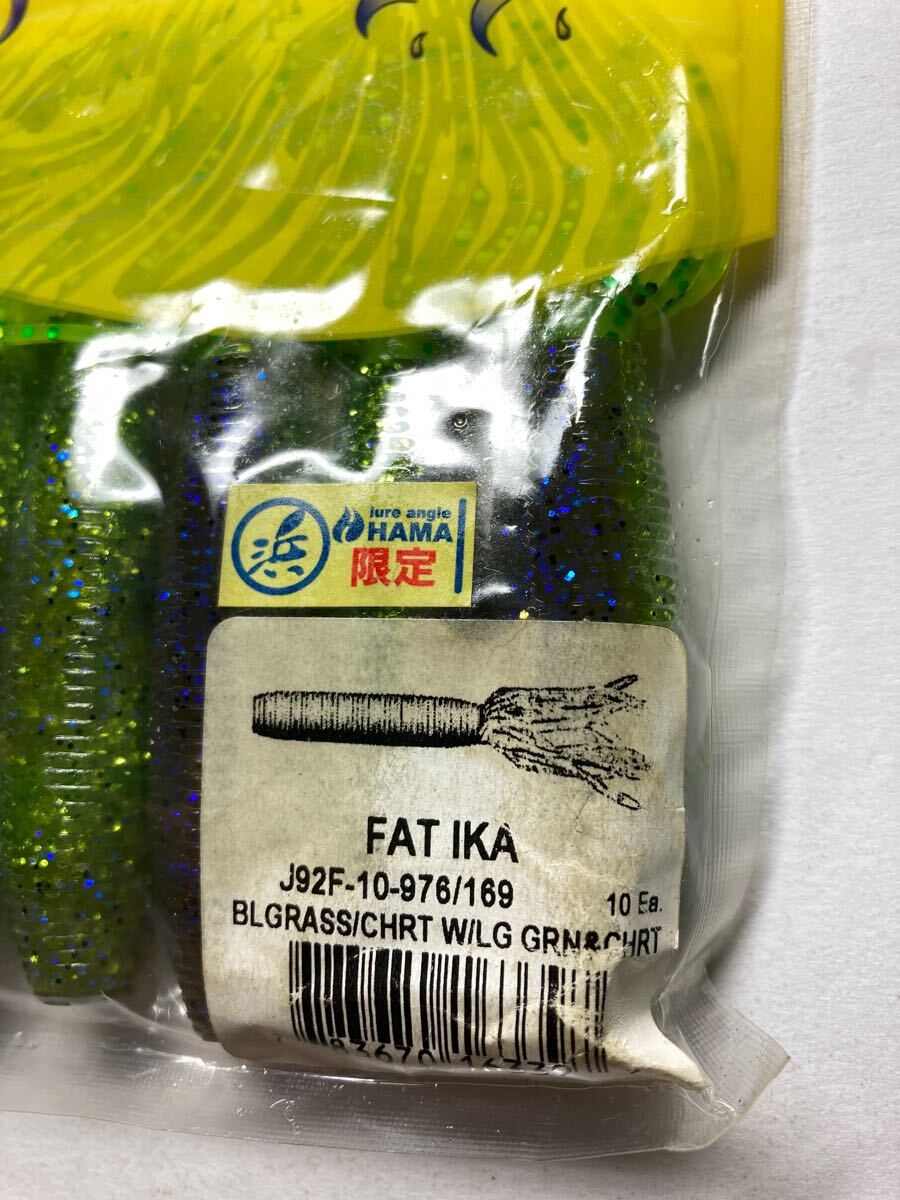 浜
lure angle
HAMA
限定
FAT IKA
J92F-10-976/169
10 Ea.
BLGRASS/CHRT W/LG GRN&CHRT